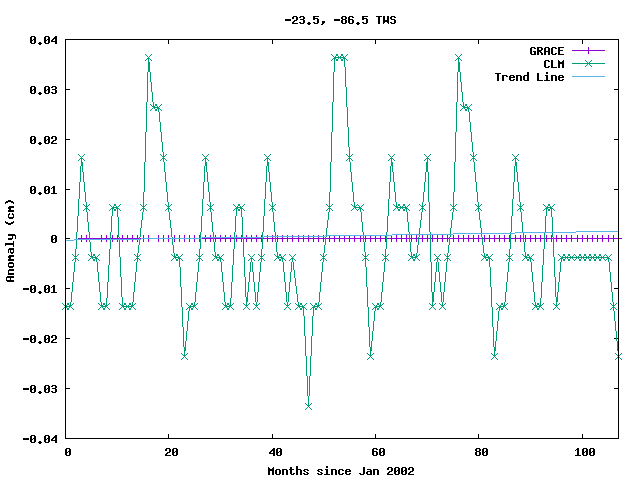 -23.5, -86.5 TWS
0.04
0.03
0.02
0.01
0
-0.01
-0.02
-0.03
-0.04
Anomaly (cm)
GRACE
CLM
Trend Line
0 20 40 60 80 100
Months since Jan 2002